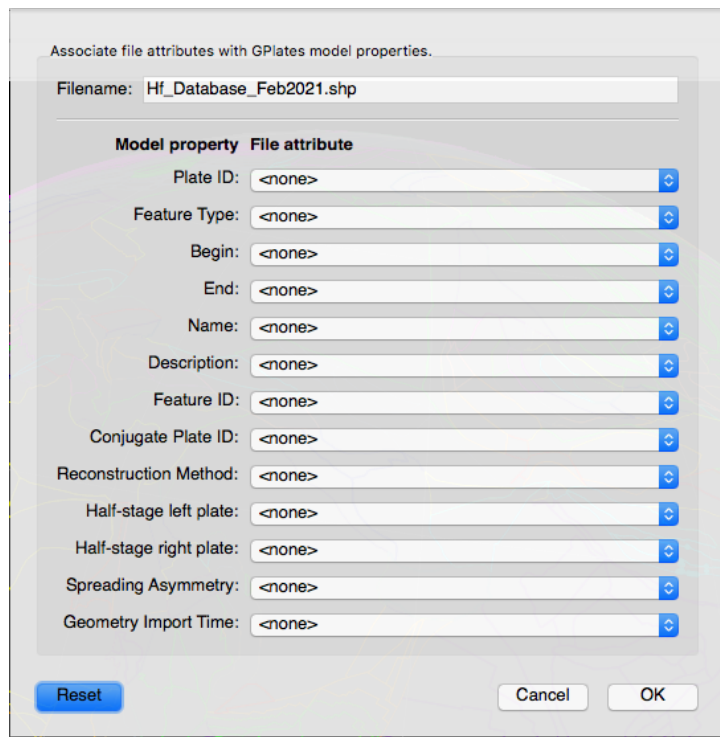 Associate file attributes with GPlates model properties.
Filename: Hf_Database_Feb2021.shp
Model property File attribute
Plate ID: <none>
Feature Type: <none>
Begin: <none>
End: <none>
Name: <none>
Description: <none>
Feature ID: <none>
Conjugate Plate ID: <none>
Reconstruction Method: <none>
Half-stage left plate: <none>
Half-stage right plate: <none>
Spreading Asymmetry: <none>
Geometry Import Time: <none>
Reset Cancel OK